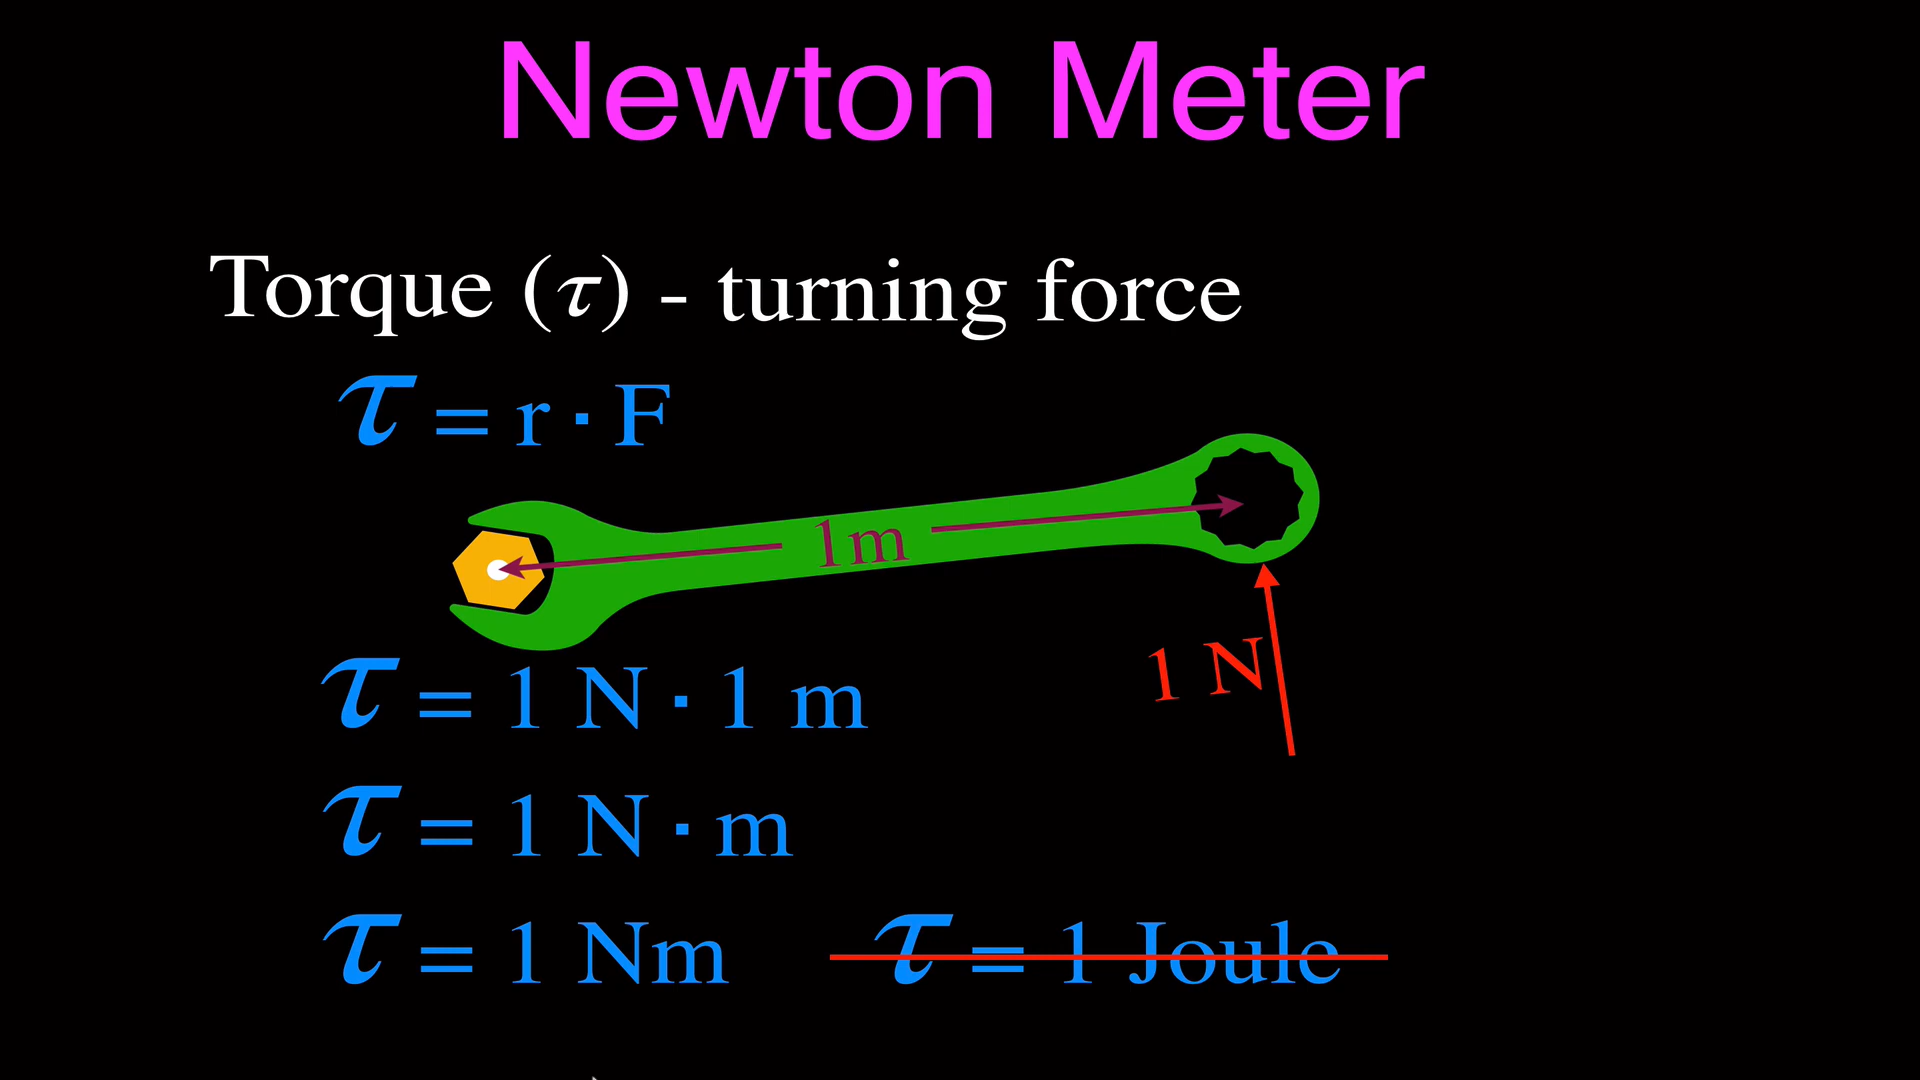 Newton Meter
Torque (τ) - turning force
τ = r · F
1m
1 N
τ = 1 N · 1 m
τ = 1 N · m
τ = 1 Nm
τ = 1 Joule